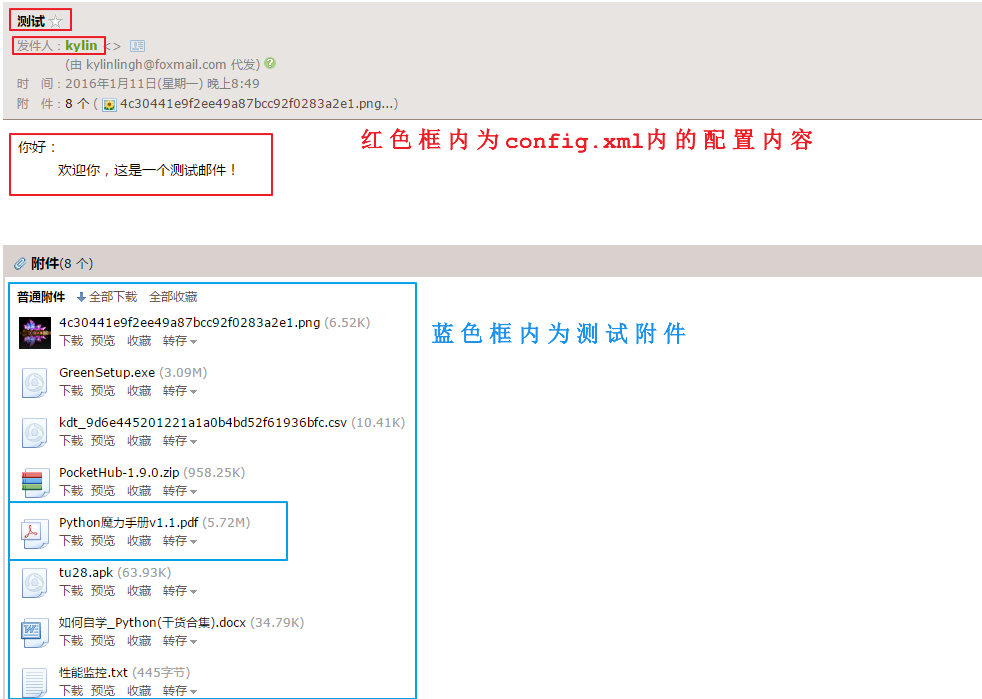 测试
发件人：kylin <>
(由 kylinlingh@foxmail.com 代发)
时 间：2016年1月11日(星期一) 晚上8:49
附 件：8 个 ( 4c30441e9f2ee49a87bcc92f0283a2e1.png...)
你好：
欢迎你，这是一个测试邮件！
红色框内为config.xml内的配置内容
附件(8 个)
普通附件 全部下载 全部收藏
4c30441e9f2ee49a87bcc92f0283a2e1.png (6.52K)
下载 预览 收藏 转存
蓝色框内为测试附件
GreenSetup.exe (3.09M)
下载 预览 收藏 转存
kdt_9d6e445201221a1a0b4bd52f61936bfc.csv (10.41K)
下载 预览 收藏 转存
PocketHub-1.9.0.zip (958.25K)
下载 预览 收藏 转存
Python魔力手册v1.1.pdf (5.72M)
下载 预览 收藏 转存
tu28.apk (63.93K)
下载 预览 收藏 转存
如何自学_Python(干货合集).docx (34.79K)
下载 预览 收藏 转存
性能监控.txt (445字节)
下载 预览 收藏 转存